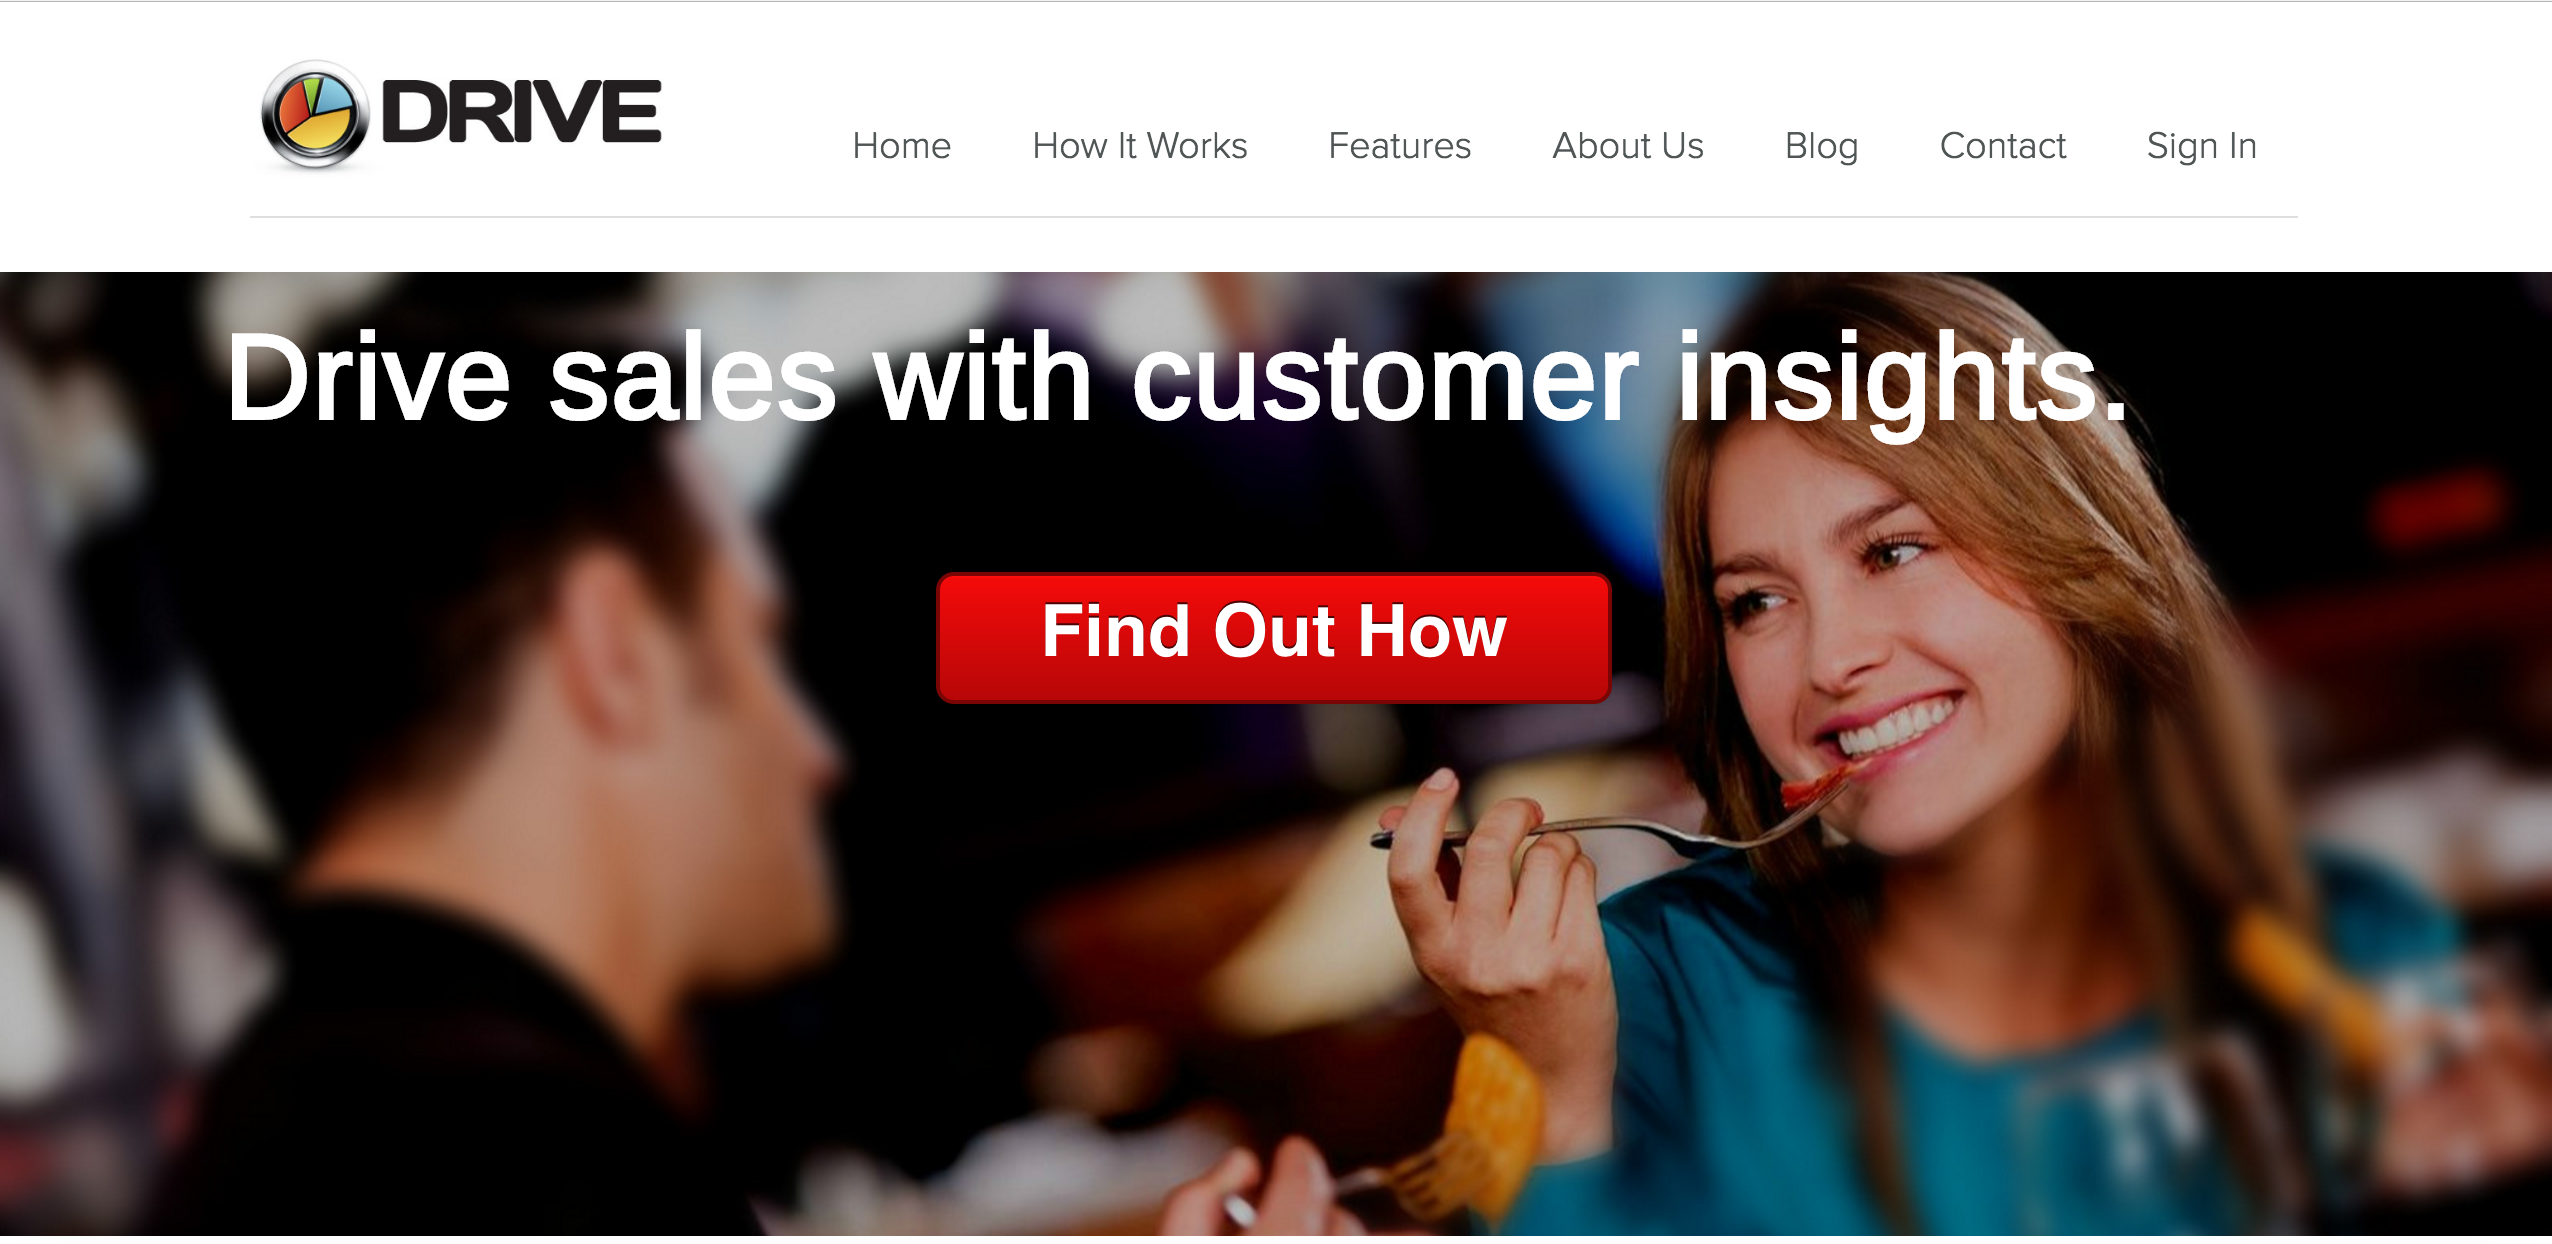 DRIVE
Home How It Works Features About Us Blog Contact Sign In
Drive sales with customer insights.
Find Out How